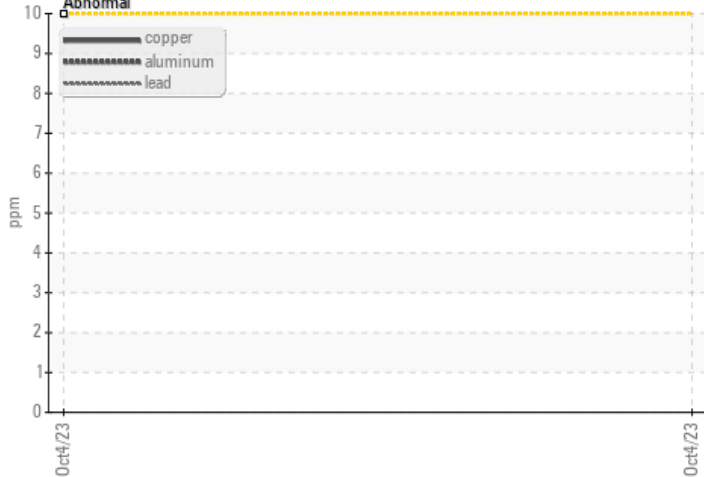 Abnormal
10
copper
aluminum
lead
9
8
7
6
5
4
3
2
1
0
ppm
Oct4/23
Oct4/23